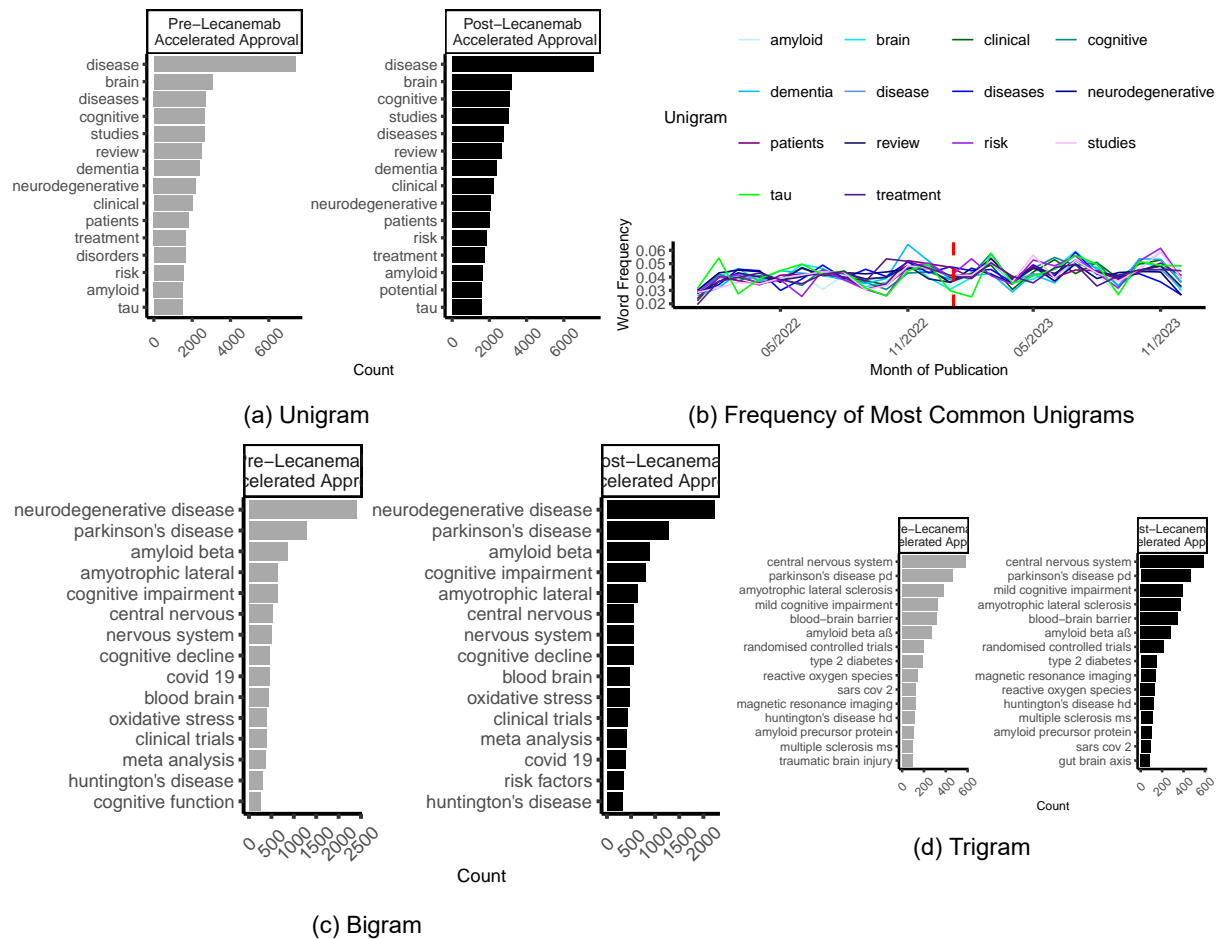 Pre−Lecanemab
Accelerated Approval
disease
brain
diseases
cognitive
studies
review
dementia
neurodegenerative
clinical
patients
treatment
disorders
risk
amyloid
tau
0
2000
4000
6000
Post−Lecanemab
Accelerated Approval
disease
brain
cognitive
studies
diseases
review
dementia
clinical
neurodegenerative
patients
risk
treatment
amyloid
potential
tau
0
2000
4000
6000
Count
(a) Unigram
Unigram
amyloid
brain
clinical
cognitive
dementia
disease
diseases
neurodegenerative
patients
review
risk
studies
tau
treatment
Word Frequency
0.06
0.05
0.04
0.03
0.02
05/2022
11/2022
05/2023
11/2023
Month of Publication
(b) Frequency of Most Common Unigrams
re−Lecanema
celerated Appr
neurodegenerative disease
parkinson's disease
amyloid beta
amyotrophic lateral
cognitive impairment
central nervous
nervous system
cognitive decline
covid 19
blood brain
oxidative stress
clinical trials
meta analysis
huntington's disease
cognitive function
0
500
1000
1500
2000
2500
ost−Lecanema
celerated Appr
neurodegenerative disease
parkinson's disease
amyloid beta
cognitive impairment
amyotrophic lateral
central nervous
nervous system
cognitive decline
blood brain
oxidative stress
clinical trials
meta analysis
covid 19
risk factors
huntington's disease
0
500
1000
1500
2000
Count
(c) Bigram
e−Lecanema
elerated App
central nervous system
parkinson's disease pd
amyotrophic lateral sclerosis
mild cognitive impairment
blood−brain barrier
amyloid beta aß
randomised controlled trials
type 2 diabetes
reactive oxygen species
sars cov 2
magnetic resonance imaging
huntington's disease hd
amyloid precursor protein
multiple sclerosis ms
traumatic brain injury
0
200
400
600
st−Lecanem
elerated App
central nervous system
parkinson's disease pd
mild cognitive impairment
amyotrophic lateral sclerosis
blood−brain barrier
amyloid beta aß
randomised controlled trials
type 2 diabetes
magnetic resonance imaging
reactive oxygen species
huntington's disease hd
multiple sclerosis ms
amyloid precursor protein
sars cov 2
gut brain axis
0
200
400
600
Count
(d) Trigram